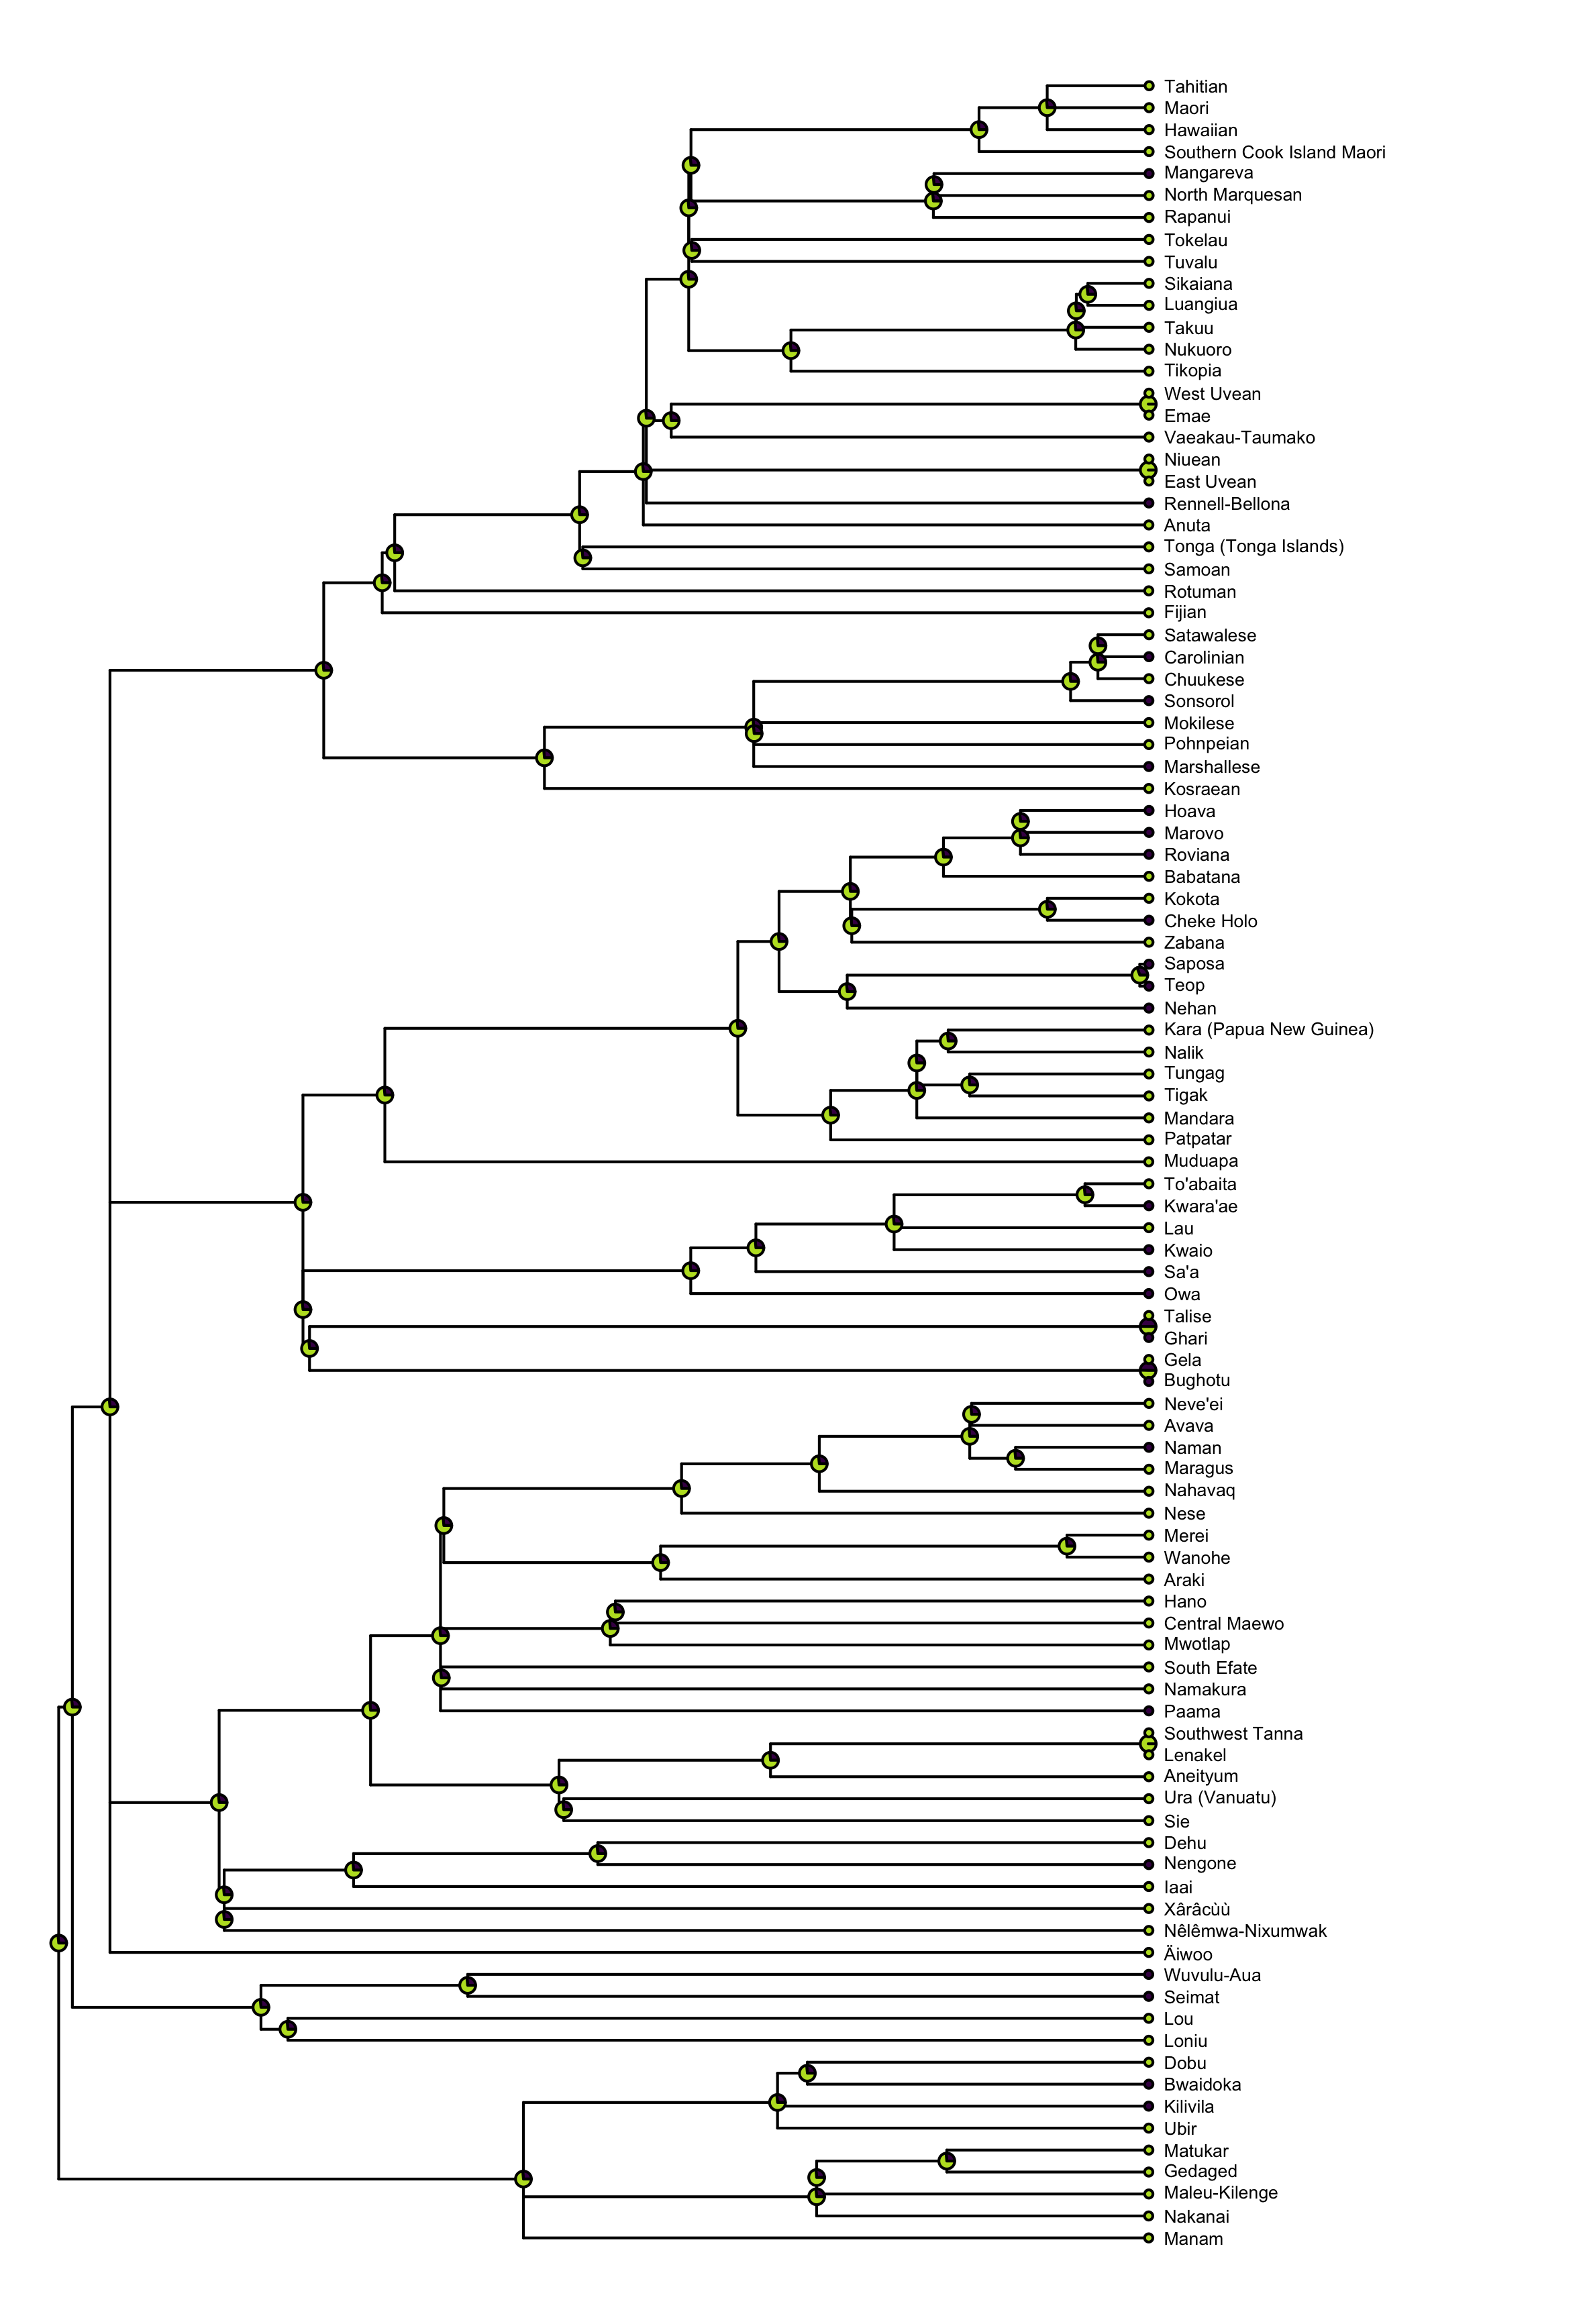 Tahitian
Maori
Hawaiian
Southern Cook Island Maori
Mangareva
North Marquesan
Rapanui
Tokelau
Tuvalu
Sikaiana
Luangiua
Takuu
Nukuoro
Tikopia
West Uvean
Emae
Vaeakau-Taumako
Niuean
East Uvean
Rennell-Bellona
Anuta
Tonga (Tonga Islands)
Samoan
Rotuman
Fijian
Satawalese
Carolinian
Chuukese
Sonsorol
Mokilese
Pohnpeian
Marshallese
Kosraean
Hoava
Marovo
Roviana
Babatana
Kokota
Cheke Holo
Zabana
Saposa
Teop
Nehan
Kara (Papua New Guinea)
Nalik
Tungag
Tigak
Mandara
Patpatar
Muduapa
To'abaita
Kwara'ae
Lau
Kwaio
Sa'a
Owa
Talise
Ghari
Gela
Bughotu
Neve'ei
Avava
Naman
Maragus
Nahavaq
Nese
Merei
Wanohe
Araki
Hano
Central Maewo
Mwotlap
South Efate
Namakura
Paama
Southwest Tanna
Lenakel
Aneityum
Ura (Vanuatu)
Sie
Dehu
Nengone
Iaai
Xârâcùù
Nêlêmwa-Nixumwak
Äiwoo
Wuvulu-Aua
Seimat
Lou
Loniu
Dobu
Bwaidoka
Kilivila
Ubir
Matukar
Gedaged
Maleu-Kilenge
Nakanai
Manam